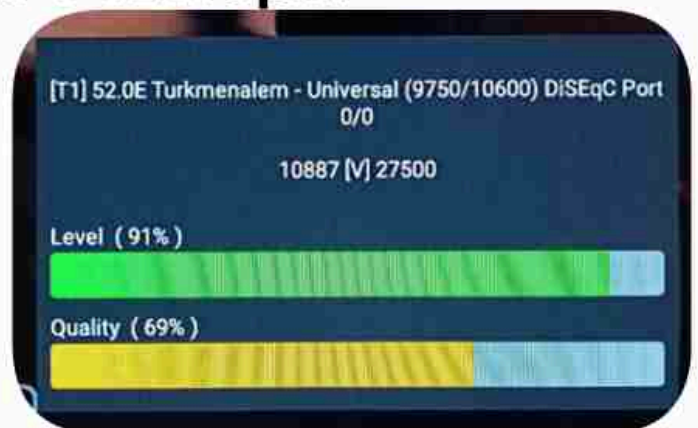 [T1] 52.0E Turkmenalem - Universal (9750/10600) DiSEqC Port
0/0
10887 [V] 27500
Level ( 91% )
Quality ( 69% )